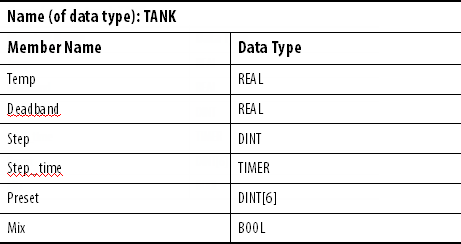 Name (of data type): TANK
Member Name Data Type
Temp REAL
Deadband REAL
Step DINT
Step_time TIMER
Preset DINT[6]
Mix BOOL